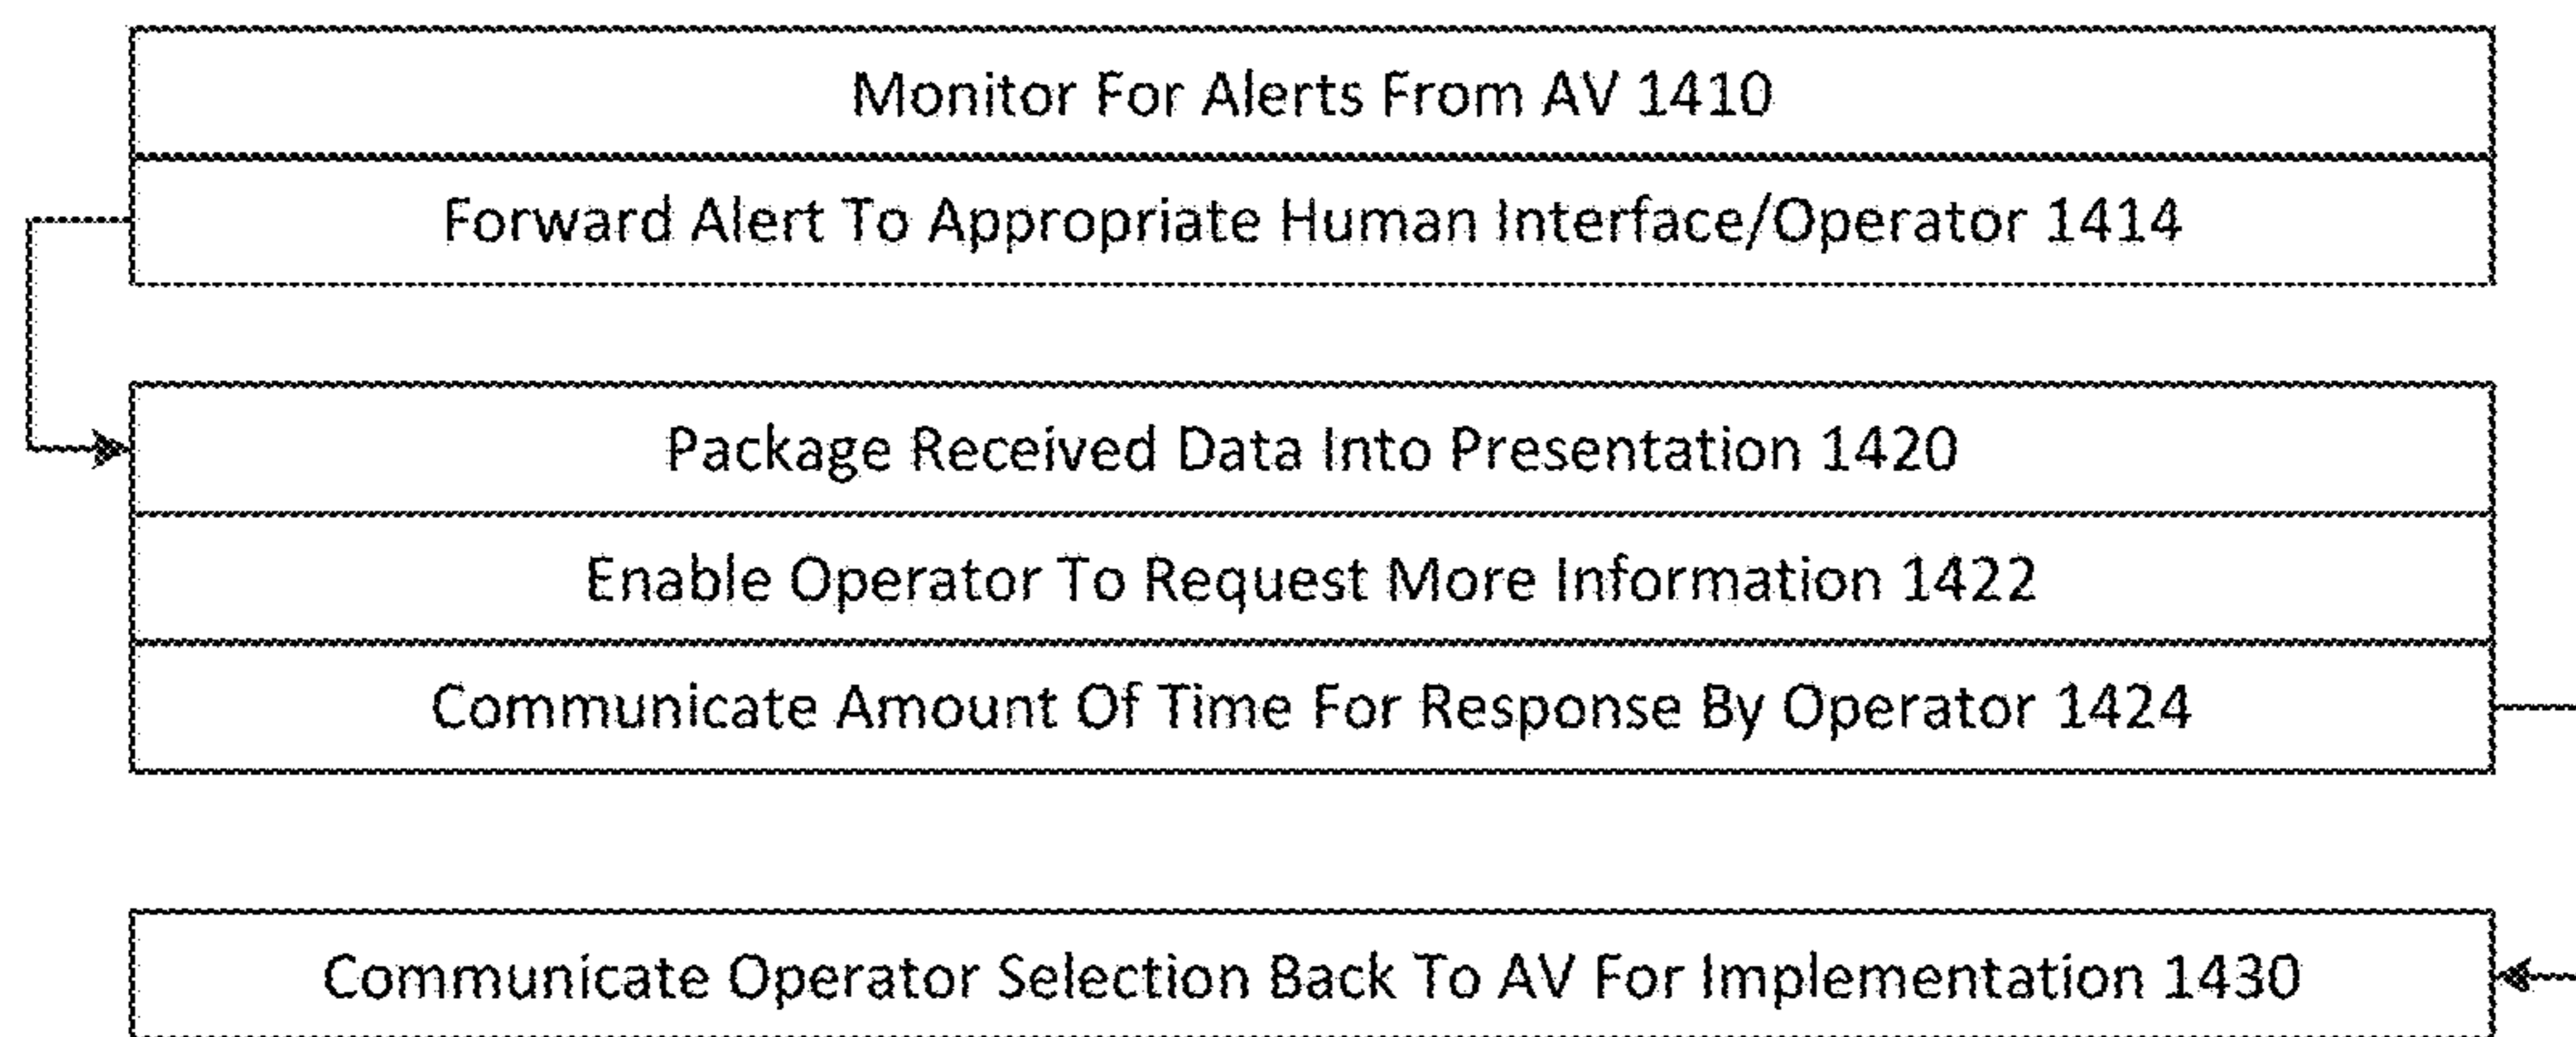 Monitor For Alerts From AV 1410
Forward Alert To Appropriate Human Interface/Operator 1414
Package Received Data Into Presentation 1420
Enable Operator To Request More Information 1422
Communicate Amount Of Time For Response By Operator 1424
Communicate Operator Selection Back To AV For Implementation 1430